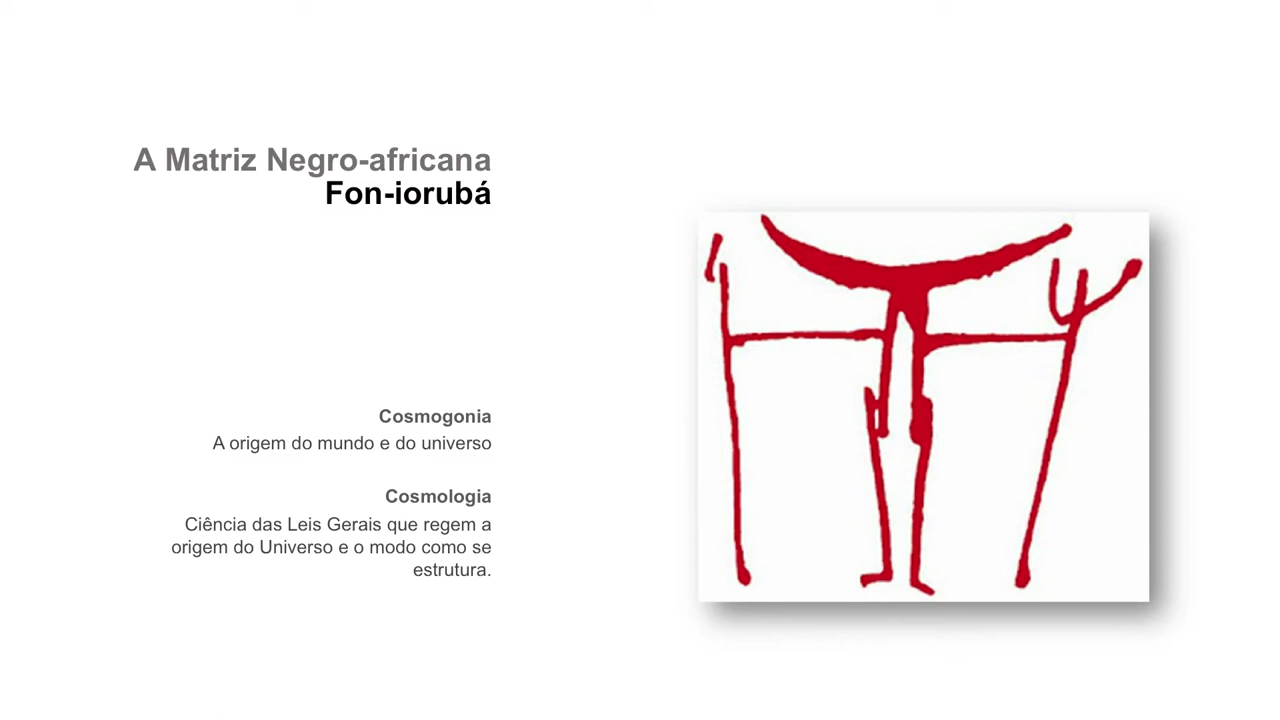 A Matriz Negro-africana
Fon-iorubá
Cosmogonia
A origem do mundo e do universo
Cosmologia
Ciência das Leis Gerais que regem a
origem do Universo e o modo como se
estrutura.